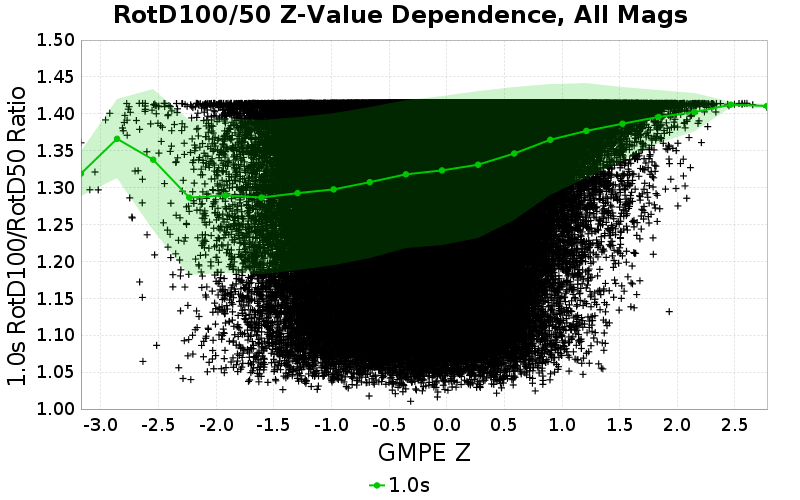 RotD100/50 Z-Value Dependence, All Mags
1.0s RotD100/RotD50 Ratio
1.50
1.45
1.40
1.35
1.30
1.25
1.20
1.15
1.10
1.05
1.00
-3.0 -2.5 -2.0 -1.5 -1.0 -0.5 0.0 0.5 1.0 1.5 2.0 2.5
GMPE Z
1.0s